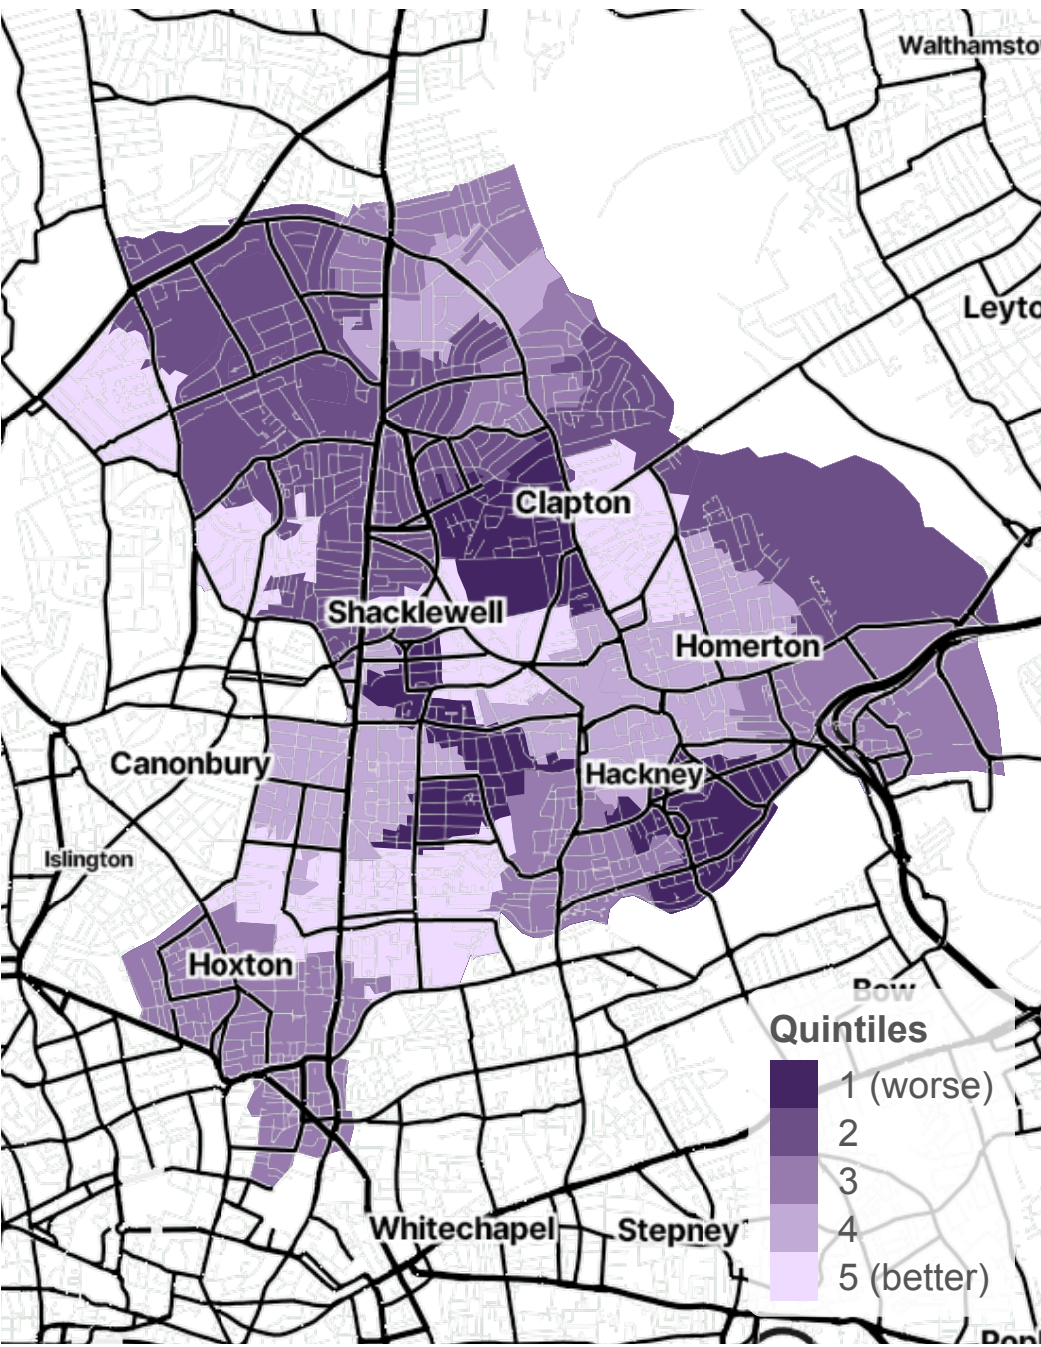 Walthamsto
Leyto
Clapton
Shacklewell
Homerton
Canonbury
Hackney
Islington
Hoxton
Bow
Quintiles
1 (worse)
2
3
4
5 (better)
Whitechapel
Stepney
Popl